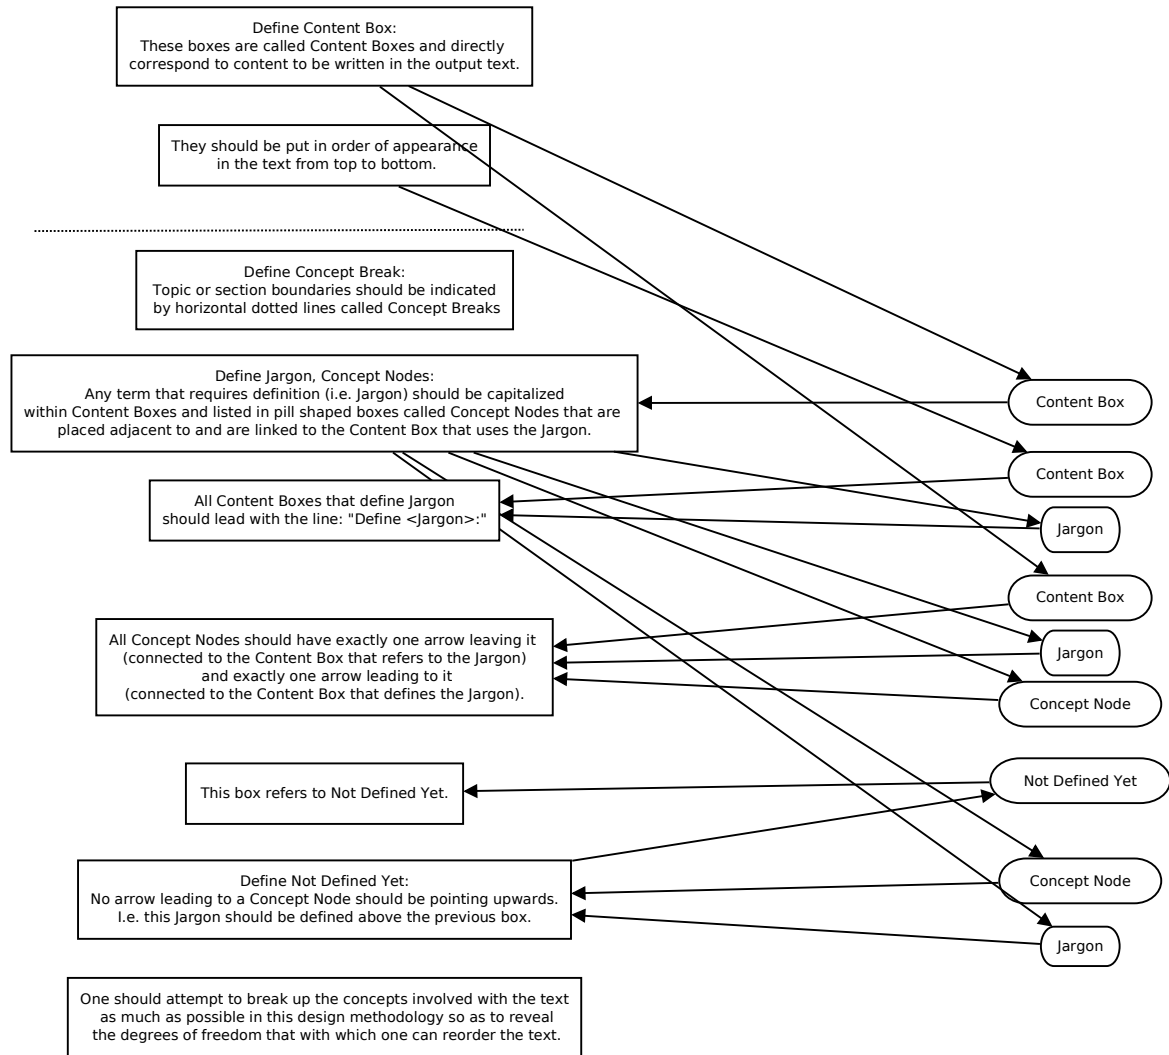 Define Content Box:
These boxes are called Content Boxes and directly
correspond to content to be written in the output text.
They should be put in order of appearance
in the text from top to bottom.
Define Concept Break:
Topic or section boundaries should be indicated
by horizontal dotted lines called Concept Breaks
Define Jargon, Concept Nodes:
Any term that requires definition (i.e. Jargon) should be capitalized
within Content Boxes and listed in pill shaped boxes called Concept Nodes that are
placed adjacent to and are linked to the Content Box that uses the Jargon.
Content Box
All Content Boxes that define Jargon
should lead with the line: "Define <Jargon>:"
Content Box
Jargon
All Concept Nodes should have exactly one arrow leaving it
(connected to the Content Box that refers to the Jargon)
and exactly one arrow leading to it
(connected to the Content Box that defines the Jargon).
Content Box
Jargon
Concept Node
This box refers to Not Defined Yet.
Not Defined Yet
Define Not Defined Yet:
No arrow leading to a Concept Node should be pointing upwards.
I.e. this Jargon should be defined above the previous box.
Concept Node
Jargon
One should attempt to break up the concepts involved with the text
as much as possible in this design methodology so as to reveal
the degrees of freedom that with which one can reorder the text.